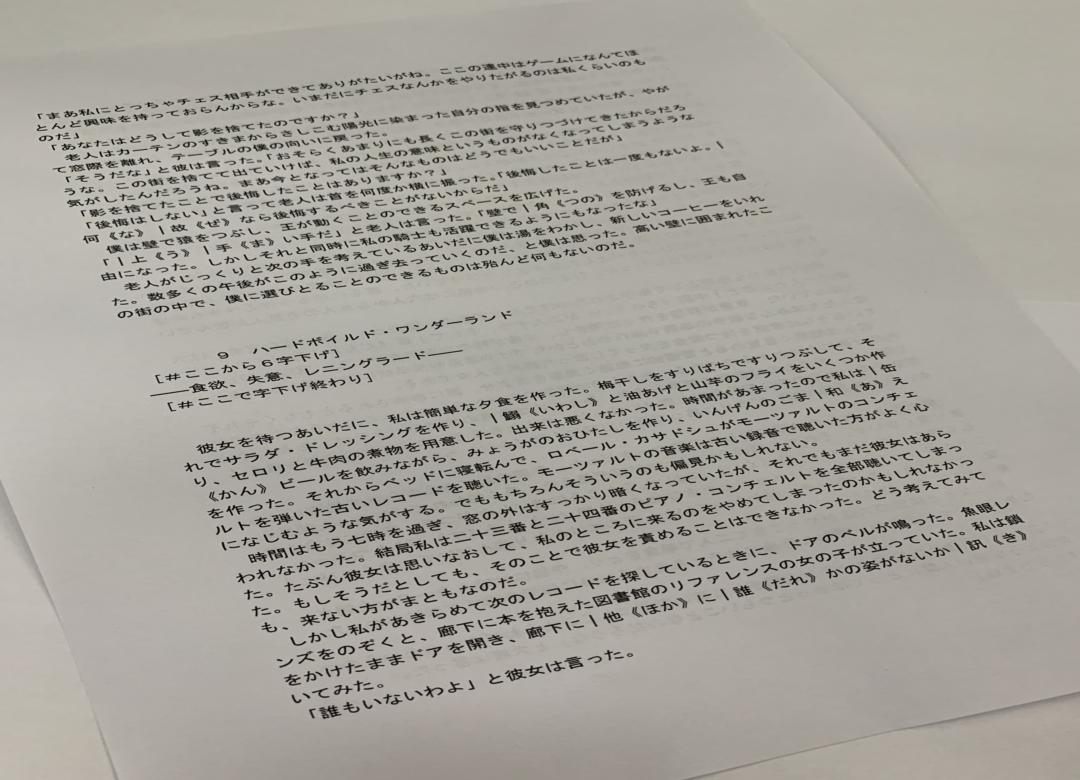 「まあ私にとっちゃチェス相手ができてありがたいがね。ここの連中はゲームになんてほ
とんど興味を持っておらんからな。いまだにチェスなんかをやりたがるのは私くらいのも
のだ」
「あなたはどうして影を捨てたのですか?」
老人はカーテンのすきまからさしこむ陽光に染まった自分の指を見つめていたが、やが
て窓際を離れ、テーブルの僕の向いに戻った。
「そうだな」と彼は言った。「おそらくあまりにも長くこの街を守りつづけてきたからだろ
うな。この街を捨てて出ていけば、私の人生の意味というものがなくなってしまうような
気がしたんだろうね。まあ今となってはそんなものはどうでもいいことだが」
「影を捨てたことで後悔したことはありますか?」
「後悔はしない」と言って老人は首を何度か横に振った。「後悔したことは一度もないよ。|
何《な》|故《ぜ》なら後悔するべきことがないからだ」
僕は壁で猿をつぶし、王が動くことのできるスペースを広げた。
「|上《う》|手《ま》い手だ」と老人は言った。「壁で|角《つの》を防げるし、王も自
由になった。しかしそれと同時に私の騎士も活躍できるようにもなったな」
老人がじっくりと次の手を考えているあいだに僕は湯をわかし、新しいコーヒーをいれ
た。数多くの午後がこのように過ぎ去っていくのだ、と僕は思った。高い壁に囲まれたこ
の街の中で、僕に選びとることのできるものは殆んど何もないのだ。
9 ハードボイルド・ワンダーランド
[#ここから6字下げ]
――食欲、失意、レニングラード――
[#ここで字下げ終わり]
彼女を待つあいだに、私は簡単な夕食を作った。梅干しをすりばちですりつぶして、そ
れでサラダ・ドレッシングを作り、|鰯《いわし》と油あげと山芋のフライをいくつか作
り、セロリと牛肉の煮物を用意した。出来は悪くなかった。時間があまったので私は|缶
《かん》ビールを飲みながら、みょうがのおひたしを作り、いんげんのごま|和《あ》え
を作った。それからベッドに寝転んで、ロベール・カサドシュがモーツァルトのコンチェ
ルトを弾いた古いレコードを聴いた。モーツァルトの音楽は古い録音で聴いた方がよく心
になじむような気がする。でももちろんそういうのも偏見かもしれない。
時間はもう七時を過ぎ、窓の外はすっかり暗くなっていたが、それでもまだ彼女はあら
われなかった。結局私は二十三番と二十四番のピアノ・コンチェルトを全部聴いてしまっ
た。たぶん彼女は思いなおして、私のところに来るのをやめてしまったのかもしれなかっ
た。もしそうだとしても、そのことで彼女を責めることはできなかった。どう考えてみて
も、来ない方がまともなのだ。
しかし私があきらめて次のレコードを探しているときに、ドアのベルが鳴った。魚眼レ
ンズをのぞくと、廊下に本を抱えた図書館のリファレンスの女の子が立っていた。私は鎖
をかけたままドアを開き、廊下に|他《ほか》に|誰《だれ》かの姿がないか|訊《き》
いてみた。
「誰もいないわよ」と彼女は言った。